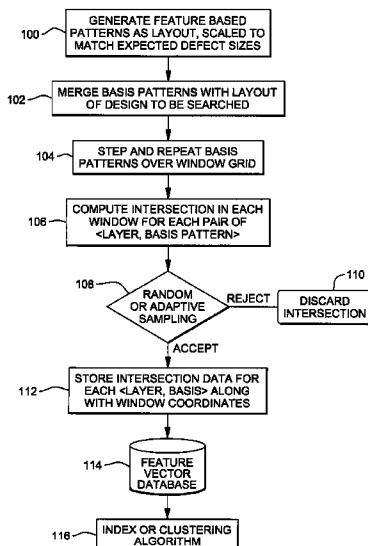 GENERATE FEATURE BASED
PATTERNS AS LAYOUT, SCALED TO
MATCH EXPECTED DEFECT SIZES
100
MERGE BASIS PATTERNS WITH LAYOUT
OF DESIGN TO BE SEARCHED
102
STEP AND REPEAT BASIS
PATTERNS OVER WINDOW GRID
104
COMPUTE INTERSECTION IN EACH
WINDOW FOR EACH PAIR OF
<LAYER, BASIS PATTERN>
106
108
RANDOM
OR ADAPTIVE
SAMPLING
REJECT
110
DISCARD
INTERSECTION
ACCEPT
112
STORE INTERSECTION DATA FOR
EACH <LAYER, BASIS> ALONG
WITH WINDOW COORDINATES
114
FEATURE
VECTOR
DATABASE
116
INDEX OR CLUSTERING
ALGORITHM